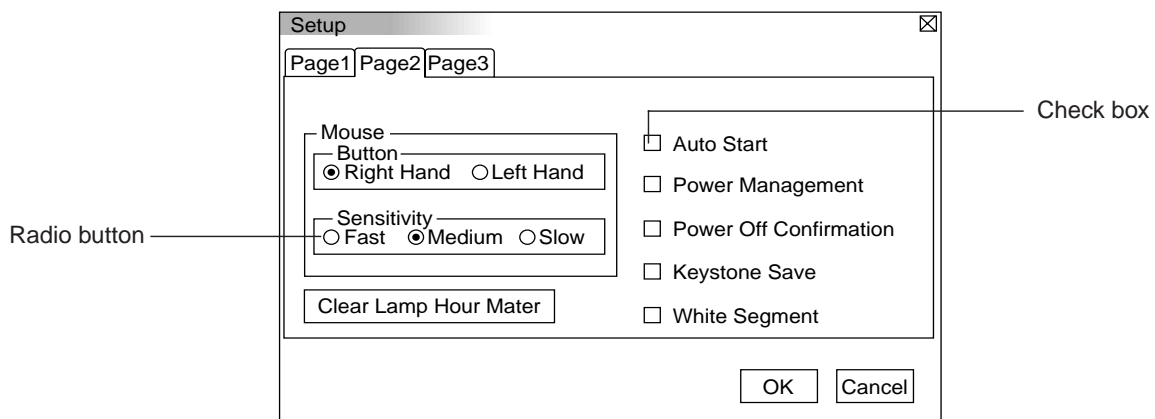 Setup
Page1 Page2 Page3
Check box
Mouse
Button
Right Hand Left Hand
Sensitivity
Fast Medium Slow
Radio button
Clear Lamp Hour Mater
Auto Start
Power Management
Power Off Confirmation
Keystone Save
White Segment
OK Cancel